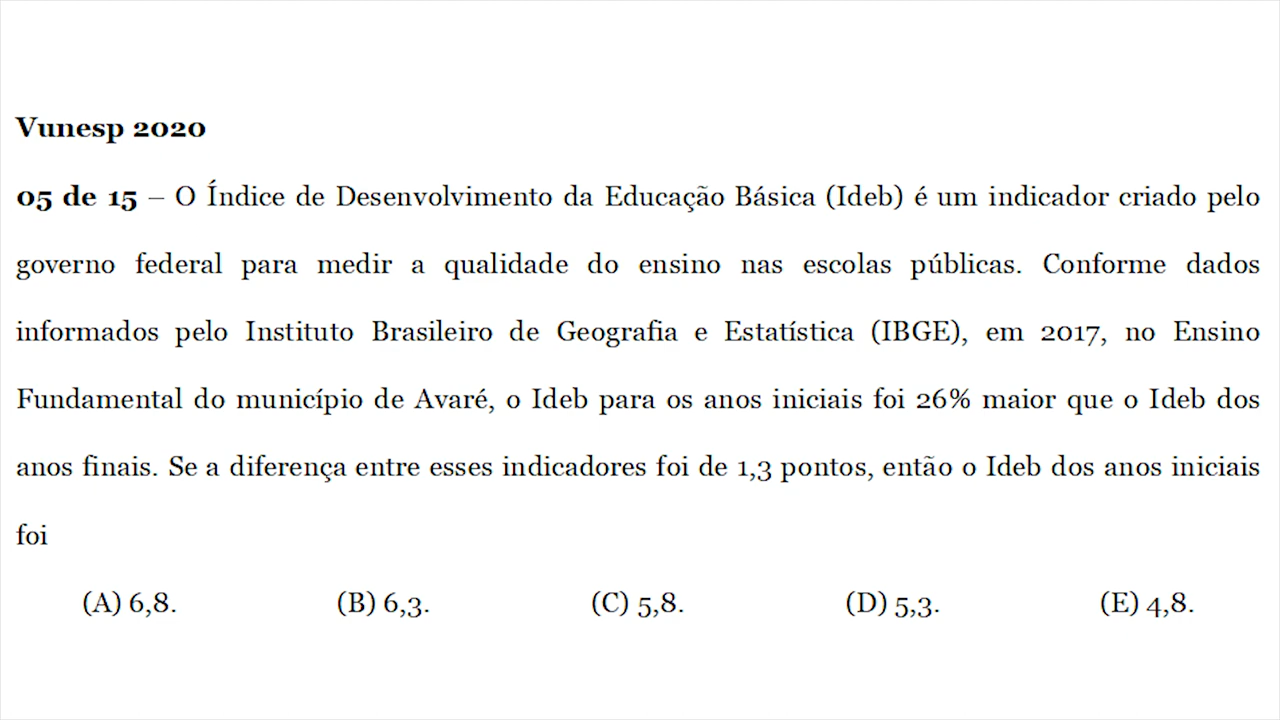 Vunesp 2020
05 de 15 – O Índice de Desenvolvimento da Educação Básica (Ideb) é um indicador criado pelo
governo federal para medir a qualidade do ensino nas escolas públicas. Conforme dados
informados pelo Instituto Brasileiro de Geografia e Estatística (IBGE), em 2017, no Ensino
Fundamental do município de Avaré, o Ideb para os anos iniciais foi 26% maior que o Ideb dos
anos finais. Se a diferença entre esses indicadores foi de 1,3 pontos, então o Ideb dos anos iniciais
foi
(A) 6,8. (B) 6,3. (C) 5,8. (D) 5,3. (E) 4,8.